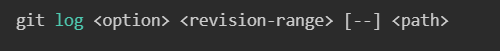 git log <option> <revision-range> [--] <path>